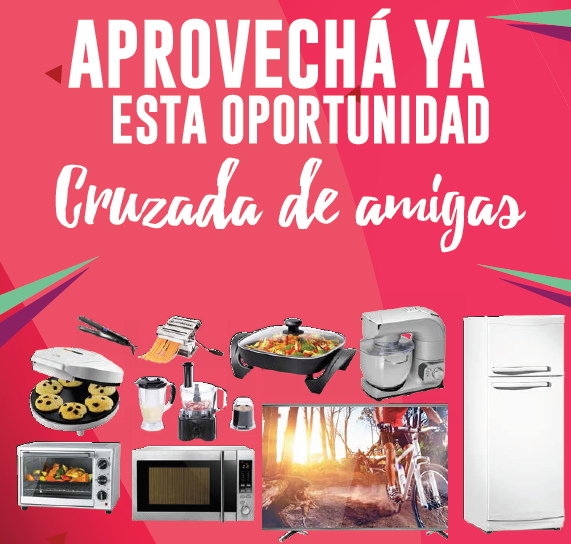 APROVECHÁ YA
ESTA OPORTUNIDAD
Cruzada de amigas